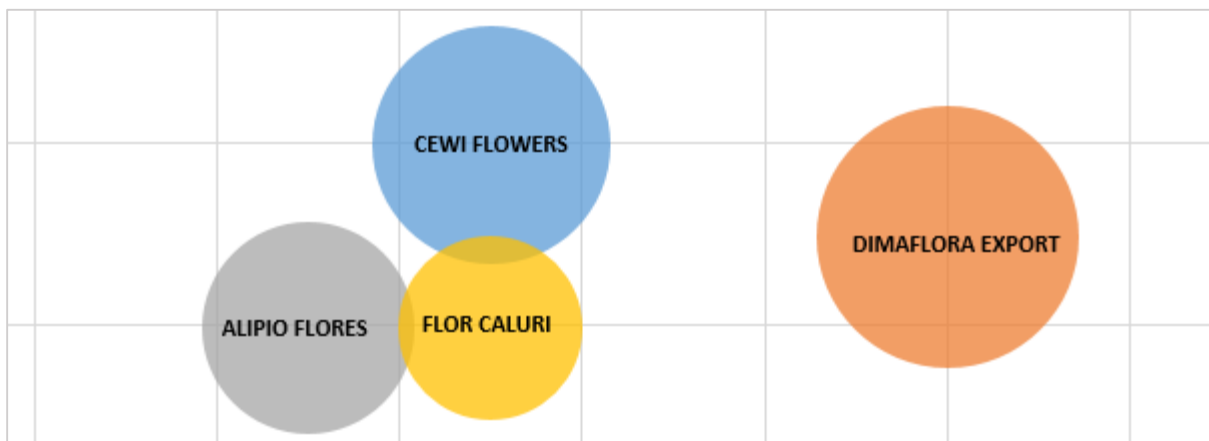 CEWI FLOWERS
DIMAFLORA EXPORT
ALIPIO FLORES
FLOR CALURI